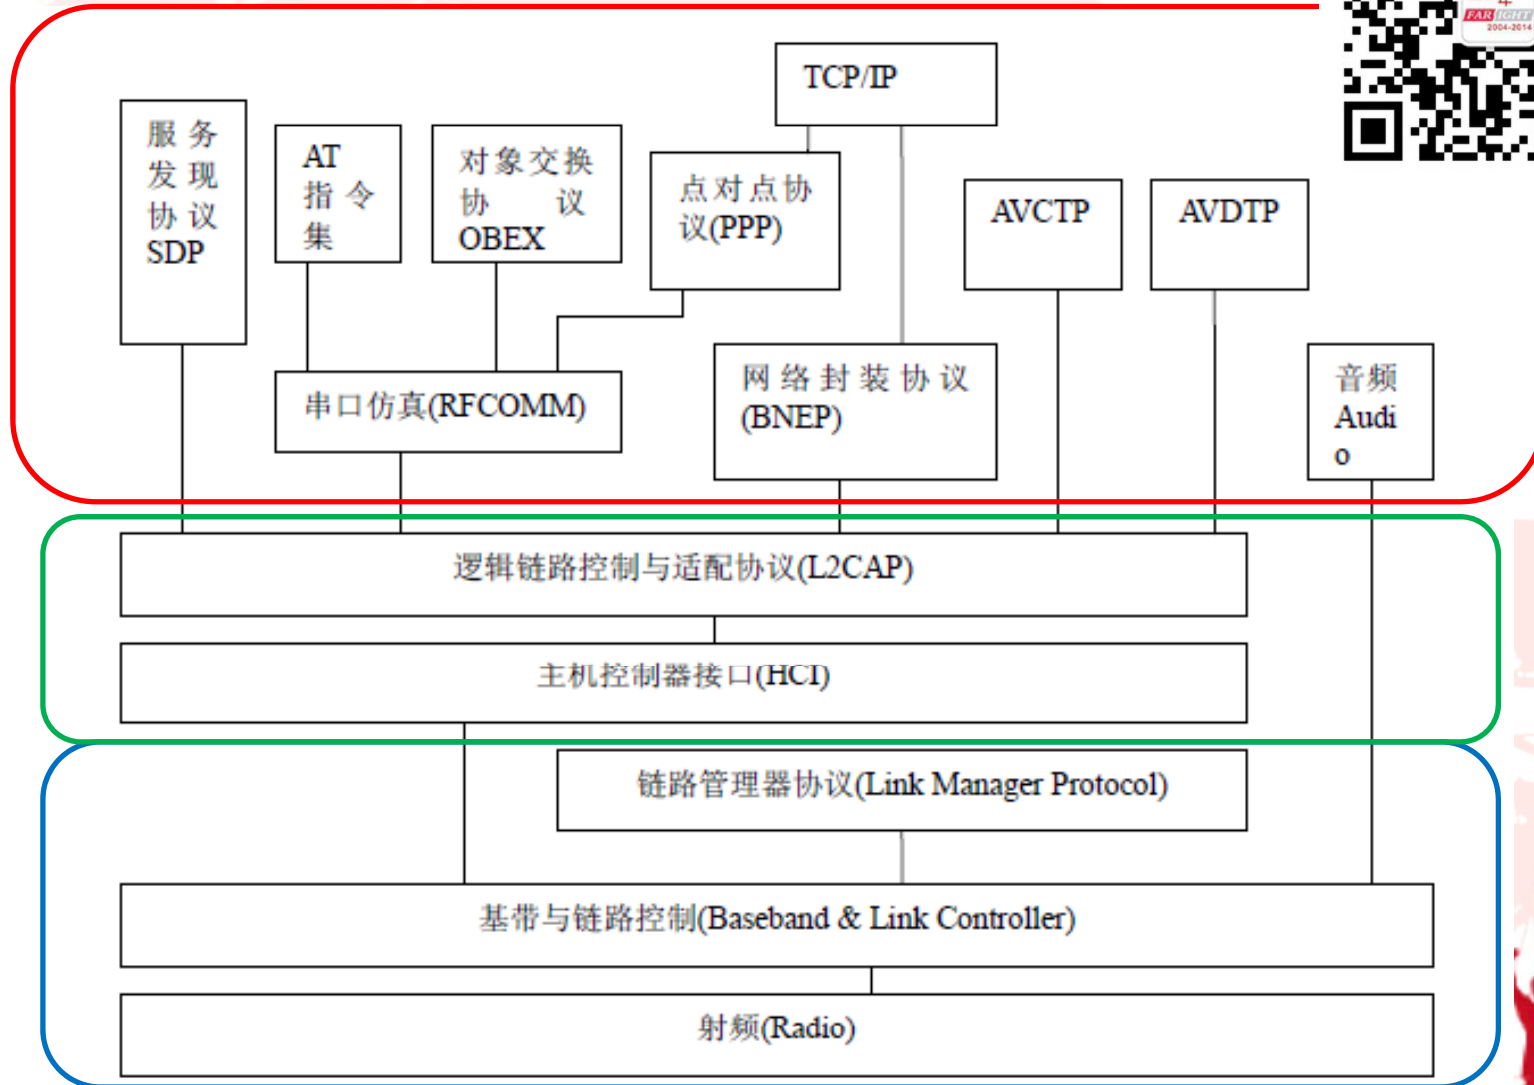 年
FARSIGHT
2004-2014
TCP/IP
服务
发现
协议
SDP
AT
指令
集
对象交换
协议
OBEX
点对点协
议(PPP)
AVCTP
AVDTP
串口仿真(RFCOMM)
网络封装协议
(BNEP)
音频
Audi
o
逻辑链路控制与适配协议(L2CAP)
主机控制器接口(HCI)
链路管理器协议(Link Manager Protocol)
基带与链路控制(Baseband & Link Controller)
射频(Radio)